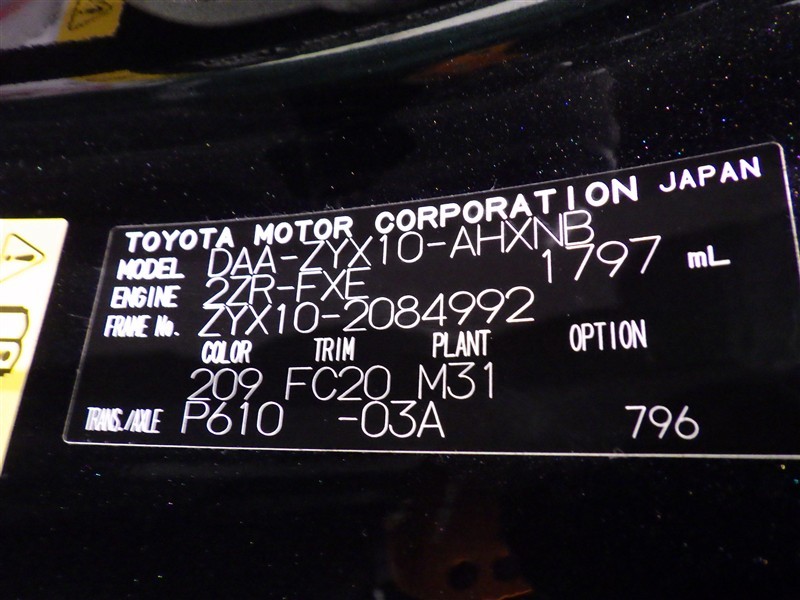 TOYOTA MOTOR CORPORATION JAPAN
MODEL DAA-ZYX10-AHXNB
ENGINE 2ZR-FXE 1797 mL
FRAME No. ZYX10-2084992
COLOR TRIM PLANT OPTION
209 FC20 M31
TRANS./AXLE P610 -03A 796